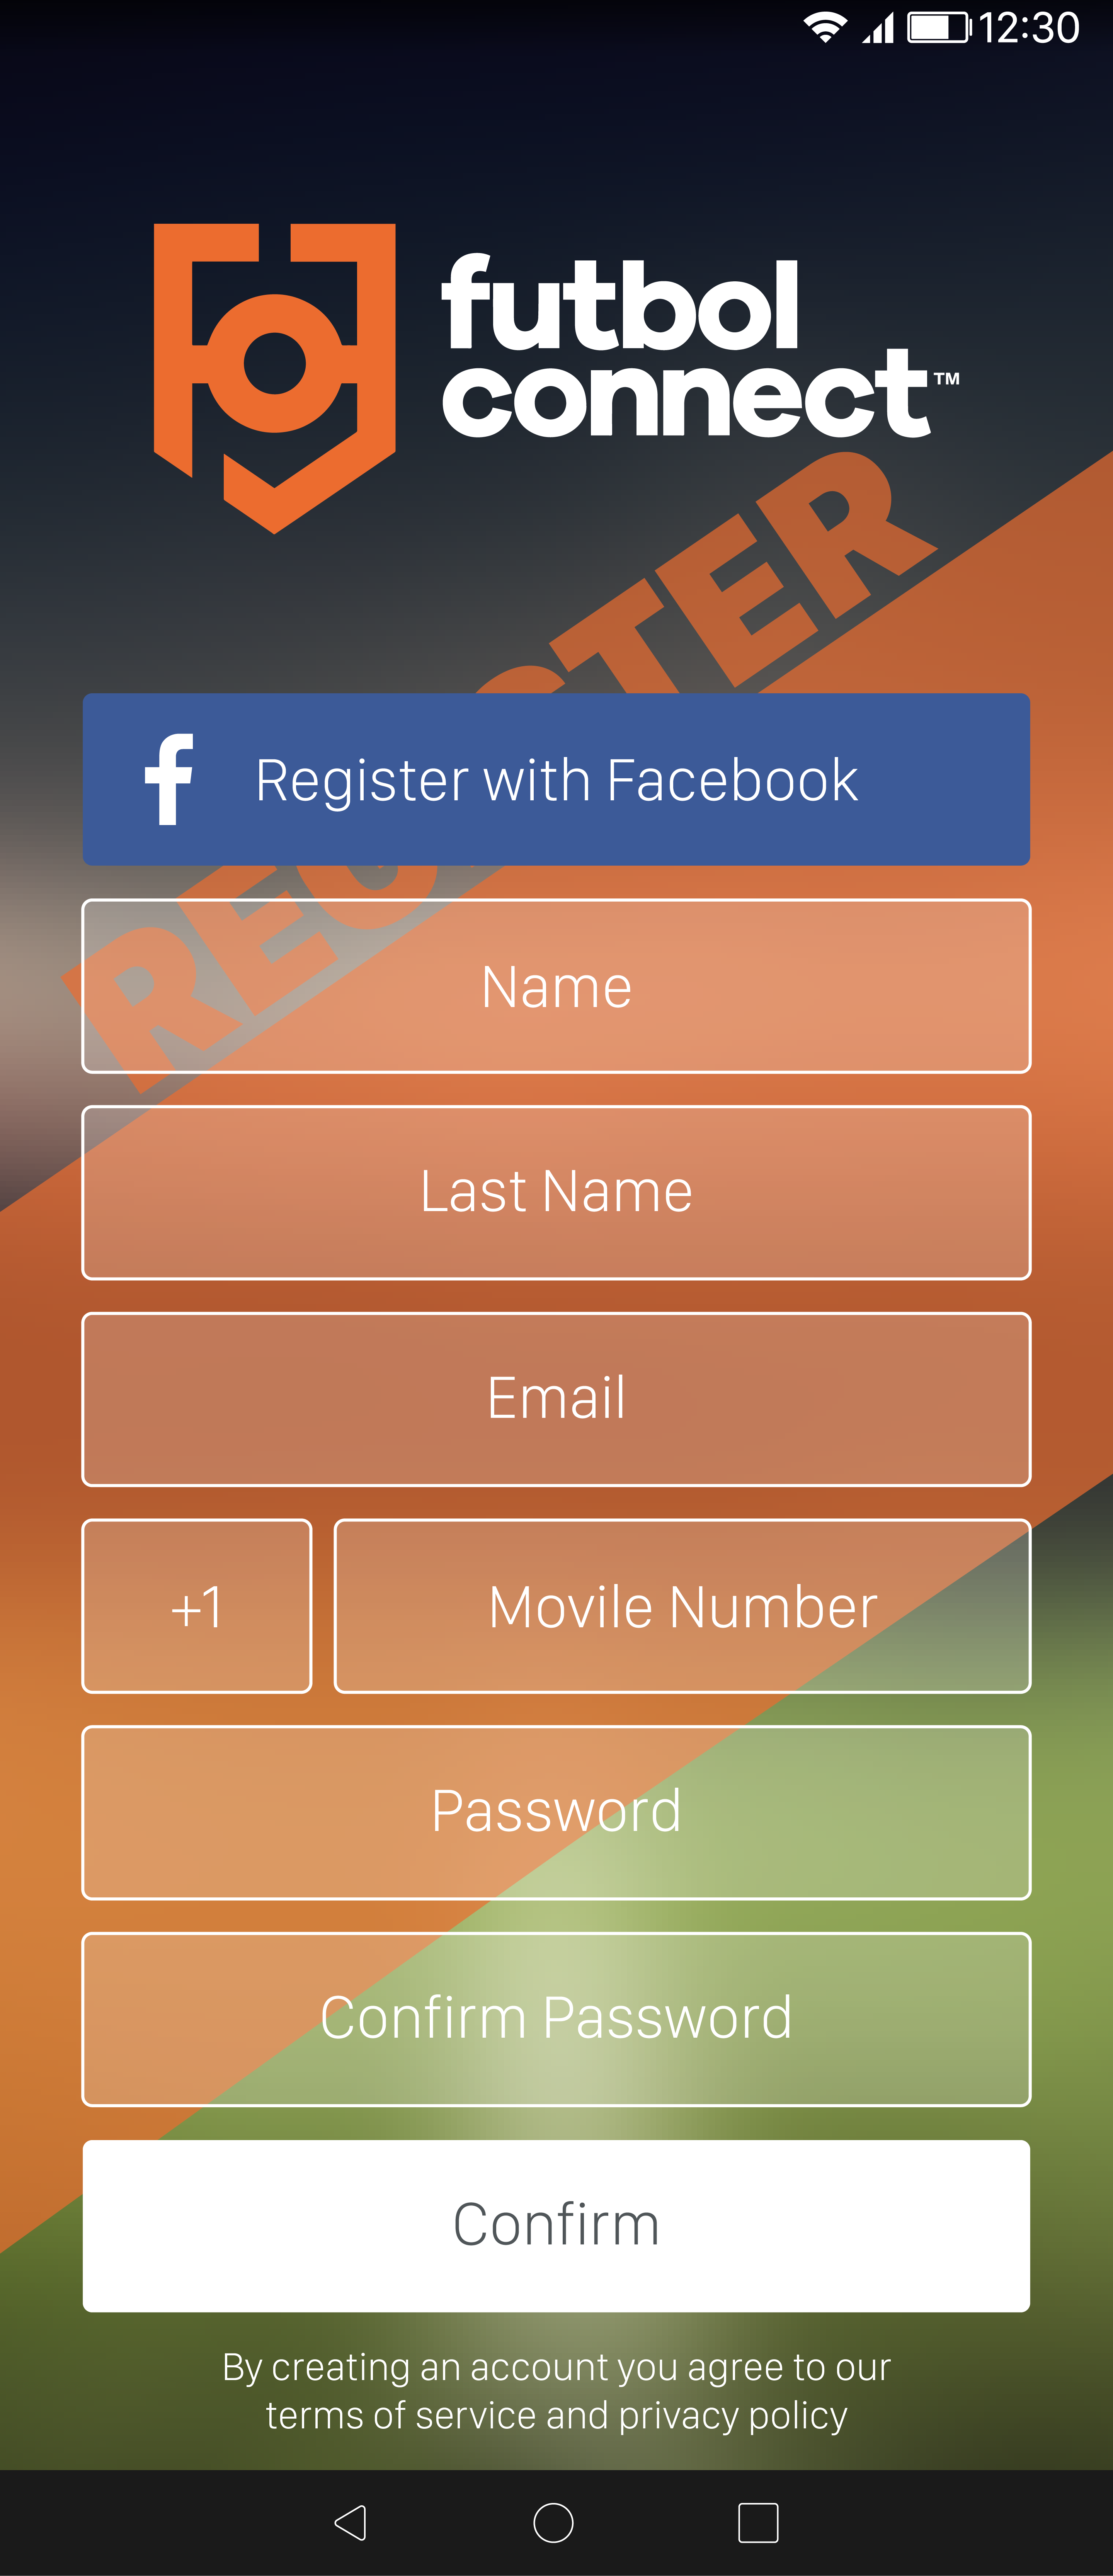 12:30
futbol
connect™
REGISTER
Register with Facebook
Name
Last Name
Email
+1
Movile Number
Password
Confirm Password
Confirm
By creating an account you agree to our
terms of service and privacy policy